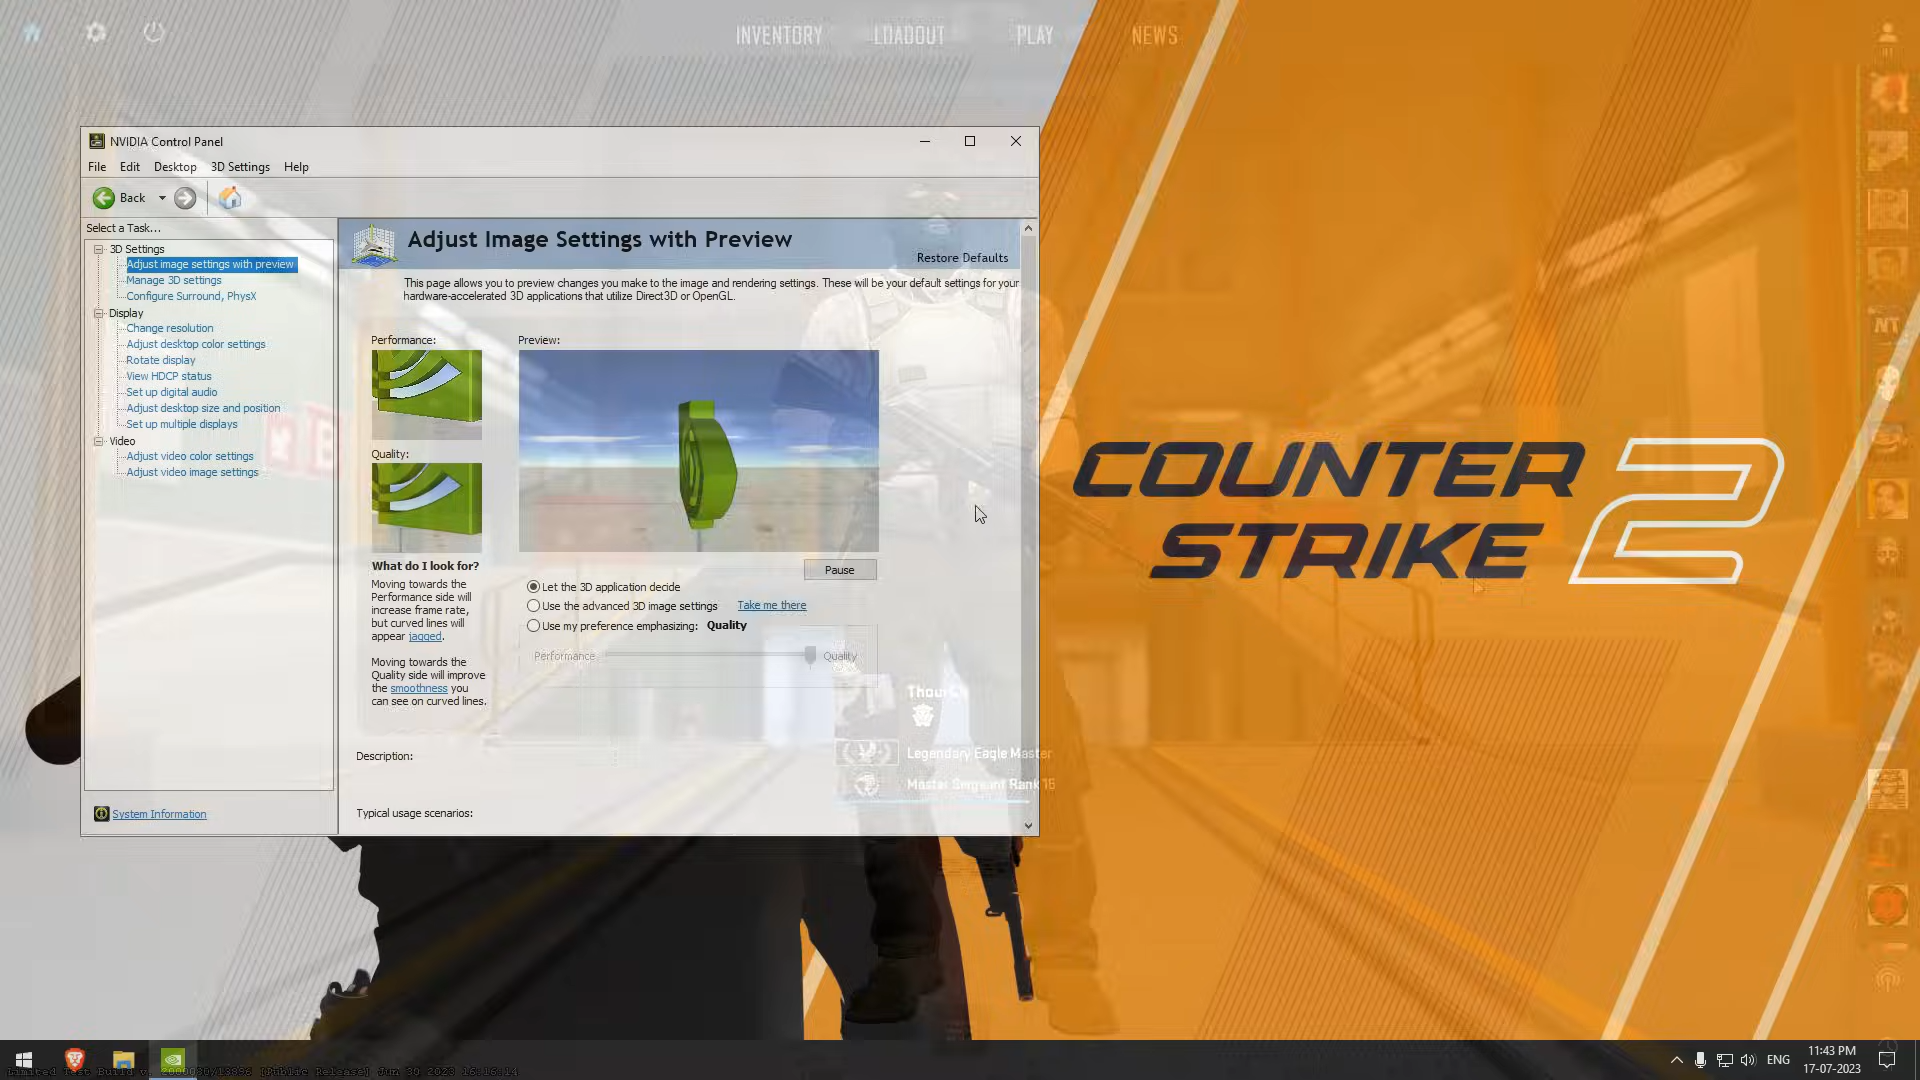 INVENTORY LOADOUT PLAY NEWS
NVIDIA Control Panel
File Edit Desktop 3D Settings Help
Back
Select a Task...
3D Settings
Adjust image settings with preview
Manage 3D settings
Configure Surround, PhysX
Display
Change resolution
Adjust desktop color settings
Rotate display
View HDCP status
Set up digital audio
Adjust desktop size and position
Set up multiple displays
Video
Adjust video color settings
Adjust video image settings
System Information
Adjust Image Settings with Preview
Restore Defaults
This page allows you to preview changes you make to the image and rendering settings. These will be your default settings for your
hardware-accelerated 3D applications that utilize Direct3D or OpenGL.
Performance:
Preview:
Quality:
What do I look for?
Moving towards the
Performance side will
increase frame rate,
but curved lines will
appear jagged.
Moving towards the
Quality side will improve
the smoothness you
can see on curved lines.
Pause
Let the 3D application decide
Use the advanced 3D image settings Take me there
Use my preference emphasizing: Quality
Performance Quality
Legendary Eagle Master
Master Sergeant Rank 15
Description:
Typical usage scenarios:
COUNTER
STRIKE 2
NT
ENG
11:43 PM
17-07-2023